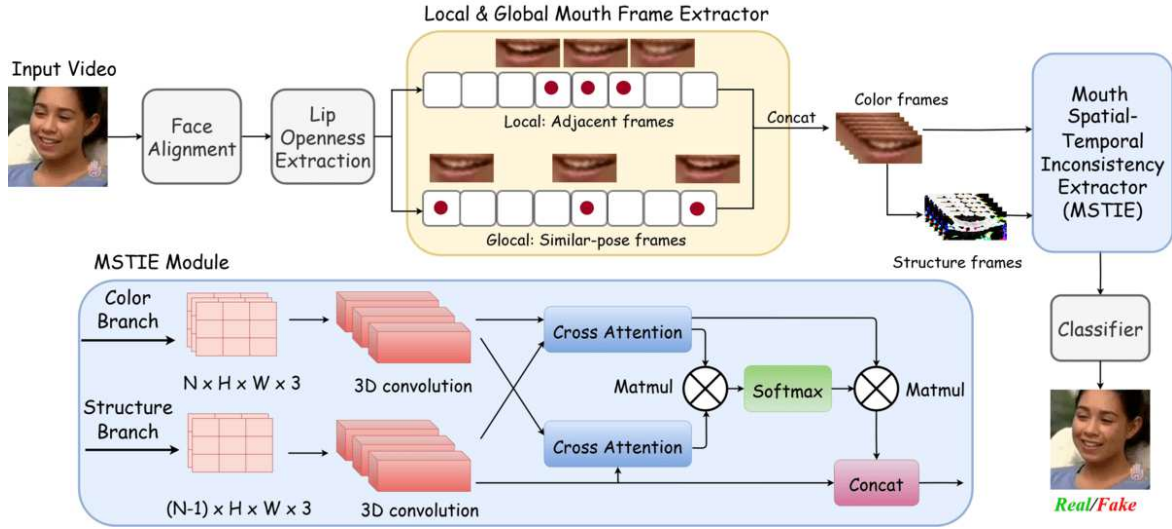 Local & Global Mouth Frame Extractor
Input Video
Face
Alignment
Lip
Openness
Extraction
Local: Adjacent frames
Glocal: Similar-pose frames
Concat
Color frames
Structure frames
Mouth
Spatial-
Temporal
Inconsistency
Extractor
(MSTIE)
Classifier
Real/Fake
MSTIE Module
Color
Branch
N x H x W x 3
3D convolution
Structure
Branch
(N-1) x H x W x 3
3D convolution
Cross Attention
Cross Attention
Matmul
Softmax
Matmul
Concat